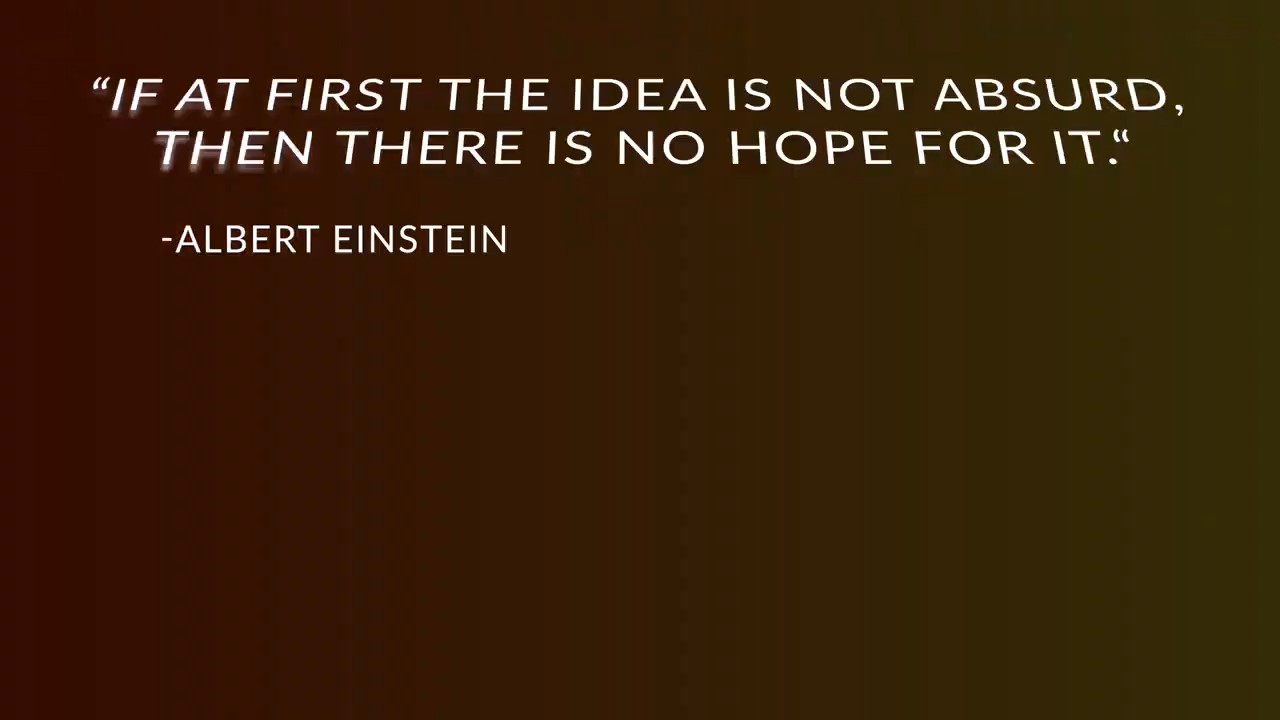 “IF AT FIRST THE IDEA IS NOT ABSURD,
THEN THERE IS NO HOPE FOR IT.“
-ALBERT EINSTEIN